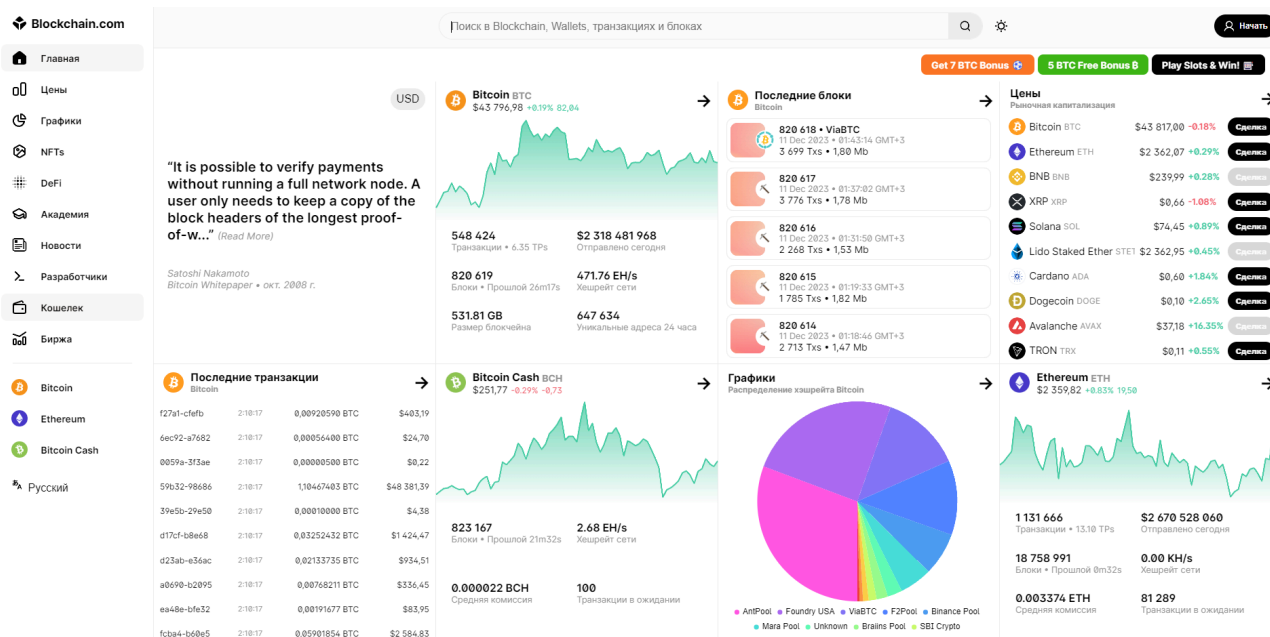 Blockchain.com
Поиск в Blockchain, Wallets, транзакциях и блоках
Начать
Главная
Цены
Графики
NFTs
DeFi
Академия
Новости
Разработчики
Кошелек
Биржа
Bitcoin
Ethereum
Bitcoin Cash
Русский
Get 7 BTC Bonus
5 BTC Free Bonus
Play Slots & Win!
USD
“It is possible to verify payments
without running a full network node. A
user only needs to keep a copy of the
block headers of the longest proof-
of-w...” (Read More)
Satoshi Nakamoto
Bitcoin Whitepaper • окт. 2008 г.
Bitcoin BTC
$43 796,98 +0.19% 82,04
548 424 $2 318 481 968
Транзакции • 6.35 TPs Отправлено сегодня
820 619 471.76 EH/s
Блоки • Прошлой 26m17s Хешрейт сети
531.81 GB 647 634
Размер блокчейна Уникальные адреса 24 часа
Последние блоки
Bitcoin
820 618 • ViaBTC
11 Dec 2023 • 01:43:14 GMT+3
3 699 Txs • 1,80 Mb
820 617
11 Dec 2023 • 01:37:02 GMT+3
3 776 Txs • 1,78 Mb
820 616
11 Dec 2023 • 01:31:50 GMT+3
2 268 Txs • 1,53 Mb
820 615
11 Dec 2023 • 01:19:33 GMT+3
1 785 Txs • 1,82 Mb
820 614
11 Dec 2023 • 01:18:46 GMT+3
2 713 Txs • 1,47 Mb
Цены
Рыночная капитализация
Bitcoin BTC $43 817,00 -0.18% Сделка
Ethereum ETH $2 362,07 +0.29% Сделка
BNB BNB $239,99 +0.28% Сделка
XRP XRP $0,66 -1.08% Сделка
Solana SOL $74,45 +0.89% Сделка
Lido Staked Ether STET $2 362,95 +0.45% Сделка
Cardano ADA $0,60 +1.84% Сделка
Dogecoin DOGE $0,10 +2.65% Сделка
Avalanche AVAX $37,18 +16.35% Сделка
TRON TRX $0,11 +0.55% Сделка
Последние транзакции
Bitcoin
f27a1-cfefb 2:10:17 0,00920590 BTC $403,19
6ec92-a7682 2:10:17 0,00056400 BTC $24,70
0059a-3f3ae 2:10:17 0,00000500 BTC $0,22
59b32-98686 2:10:17 1,10467403 BTC $48 381,39
39e5b-29e50 2:10:17 0,00010000 BTC $4,38
d17cf-b8e68 2:10:17 0,03252432 BTC $1 424,47
d23ab-e36ac 2:10:17 0,02133735 BTC $934,51
a0690-b2095 2:10:17 0,00768211 BTC $336,45
ea48e-bfe32 2:10:17 0,00191677 BTC $83,95
fcba4-b60e5 2:10:17 0,05901854 BTC $2 584,83
Bitcoin Cash BCH
$251,77 -0.29% -0,73
823 167 2.68 EH/s
Блоки • Прошлой 21m32s Хешрейт сети
0.000022 BCH 100
Средняя комиссия Транзакции в ожидании
Графики
Распределение хэшрейта Bitcoin
AntPool Foundry USA ViaBTC F2Pool Binance Pool
Mara Pool Unknown Braiins Pool SBI Crypto
Ethereum ETH
$2 359,82 +0.83% 19,50
1 131 666 $2 670 528 060
Транзакции • 13.10 TPs Отправлено сегодня
18 758 991 0.00 KH/s
Блоки • Прошлой 0m32s Хешрейт сети
0.003374 ETH 81 289
Средняя комиссия Транзакции в ожидании